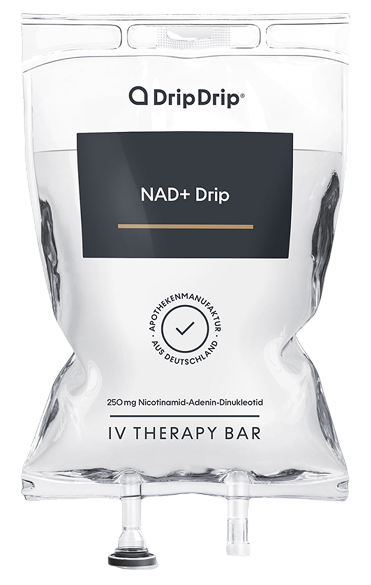 DripDrip®
NAD+ Drip
· APOTHEKENMANUFAKTUR ·
AUS DEUTSCHLAND
250 mg Nicotinamid-Adenin-Dinukleotid
IV THERAPY BAR